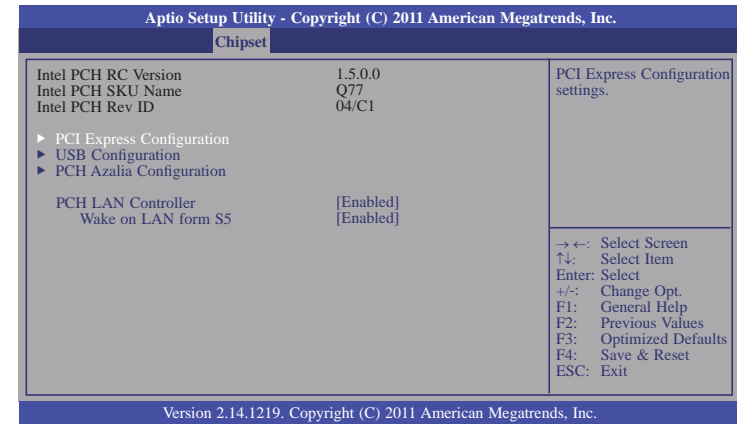 Aptio Setup Utility - Copyright (C) 2011 American Megatrends, Inc.
Chipset
Intel PCH RC Version 1.5.0.0
Intel PCH SKU Name Q77
Intel PCH Rev ID 04/C1
▶ PCI Express Configuration
▶ USB Configuration
▶ PCH Azalia Configuration
PCH LAN Controller [Enabled]
Wake on LAN form S5 [Enabled]
PCI Express Configuration
settings.
→←: Select Screen
↑↓: Select Item
Enter: Select
+/-: Change Opt.
F1: General Help
F2: Previous Values
F3: Optimized Defaults
F4: Save & Reset
ESC: Exit
Version 2.14.1219. Copyright (C) 2011 American Megatrends, Inc.